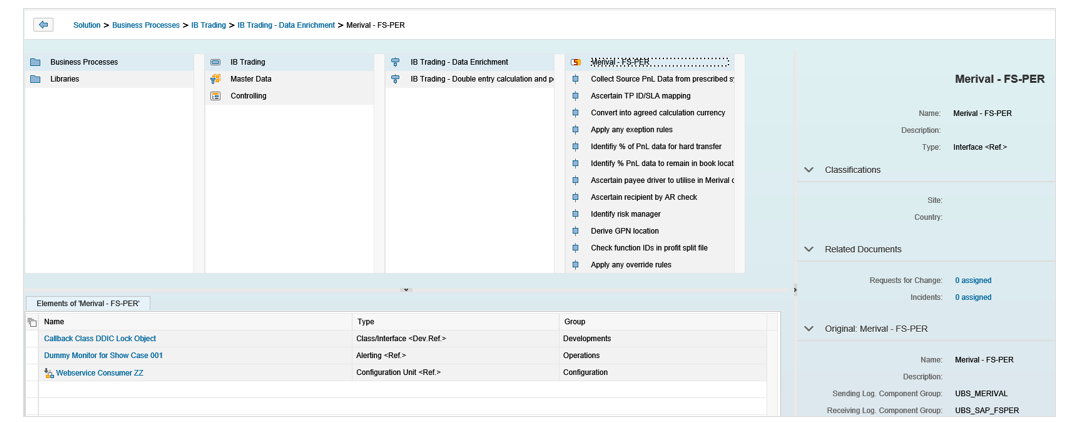 Solution > Business Processes > IB Trading > IB Trading - Data Enrichment > Merival - FS-PER
Business Processes
Libraries
IB Trading
Master Data
Controlling
IB Trading - Data Enrichment
IB Trading - Double entry calculation and p
Merival - FS-PER
Collect Source PnL Data from prescribed s
Ascertain TP ID/SLA mapping
Convert into agreed calculation currency
Apply any exeption rules
Identifiy % of PnL data for hard transfer
Identify % PnL data to remain in book locat
Ascertain payee driver to utilise in Merival c
Ascertain recipient by AR check
Identify risk manager
Derive GPN location
Check function IDs in profit split file
Apply any override rules
Merival - FS-PER
Name: Merival - FS-PER
Description:
Type: Interface <Ref.>
Classifications
Site:
Country:
Related Documents
Requests for Change: 0 assigned
Incidents: 0 assigned
Original: Merival - FS-PER
Name: Merival - FS-PER
Description:
Sending Log. Component Group: UBS_MERIVAL
Receiving Log. Component Group: UBS_SAP_FSPER
Elements of 'Merival - FS-PER'
Name Type Group
Callback Class DDIC Lock Object Class/Interface <Dev.Ref.> Developments
Dummy Monitor for Show Case 001 Alerting <Ref.> Operations
Webservice Consumer ZZ Configuration Unit <Ref.> Configuration